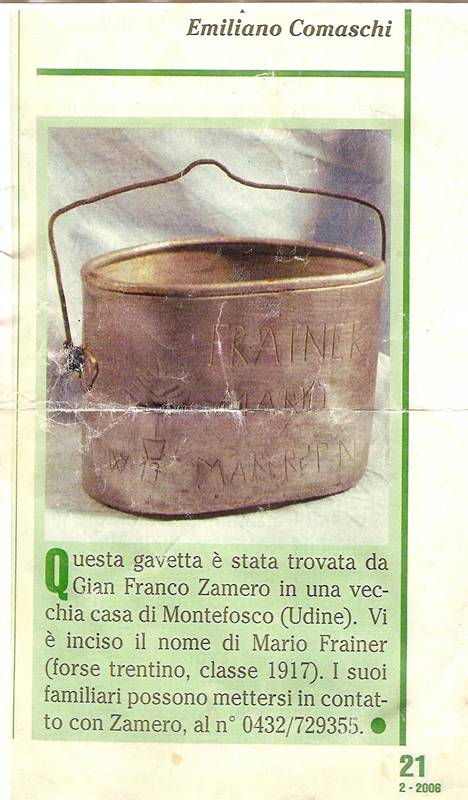 Emiliano Comaschi
FRAINER
MARIO
W 17
Questa gavetta è stata trovata da
Gian Franco Zamero in una vec-
chia casa di Montefosco (Udine). Vi
è inciso il nome di Mario Frainer
(forse trentino, classe 1917). I suoi
familiari possono mettersi in contat-
to con Zamero, al n° 0432/729355.
21
2 - 2006